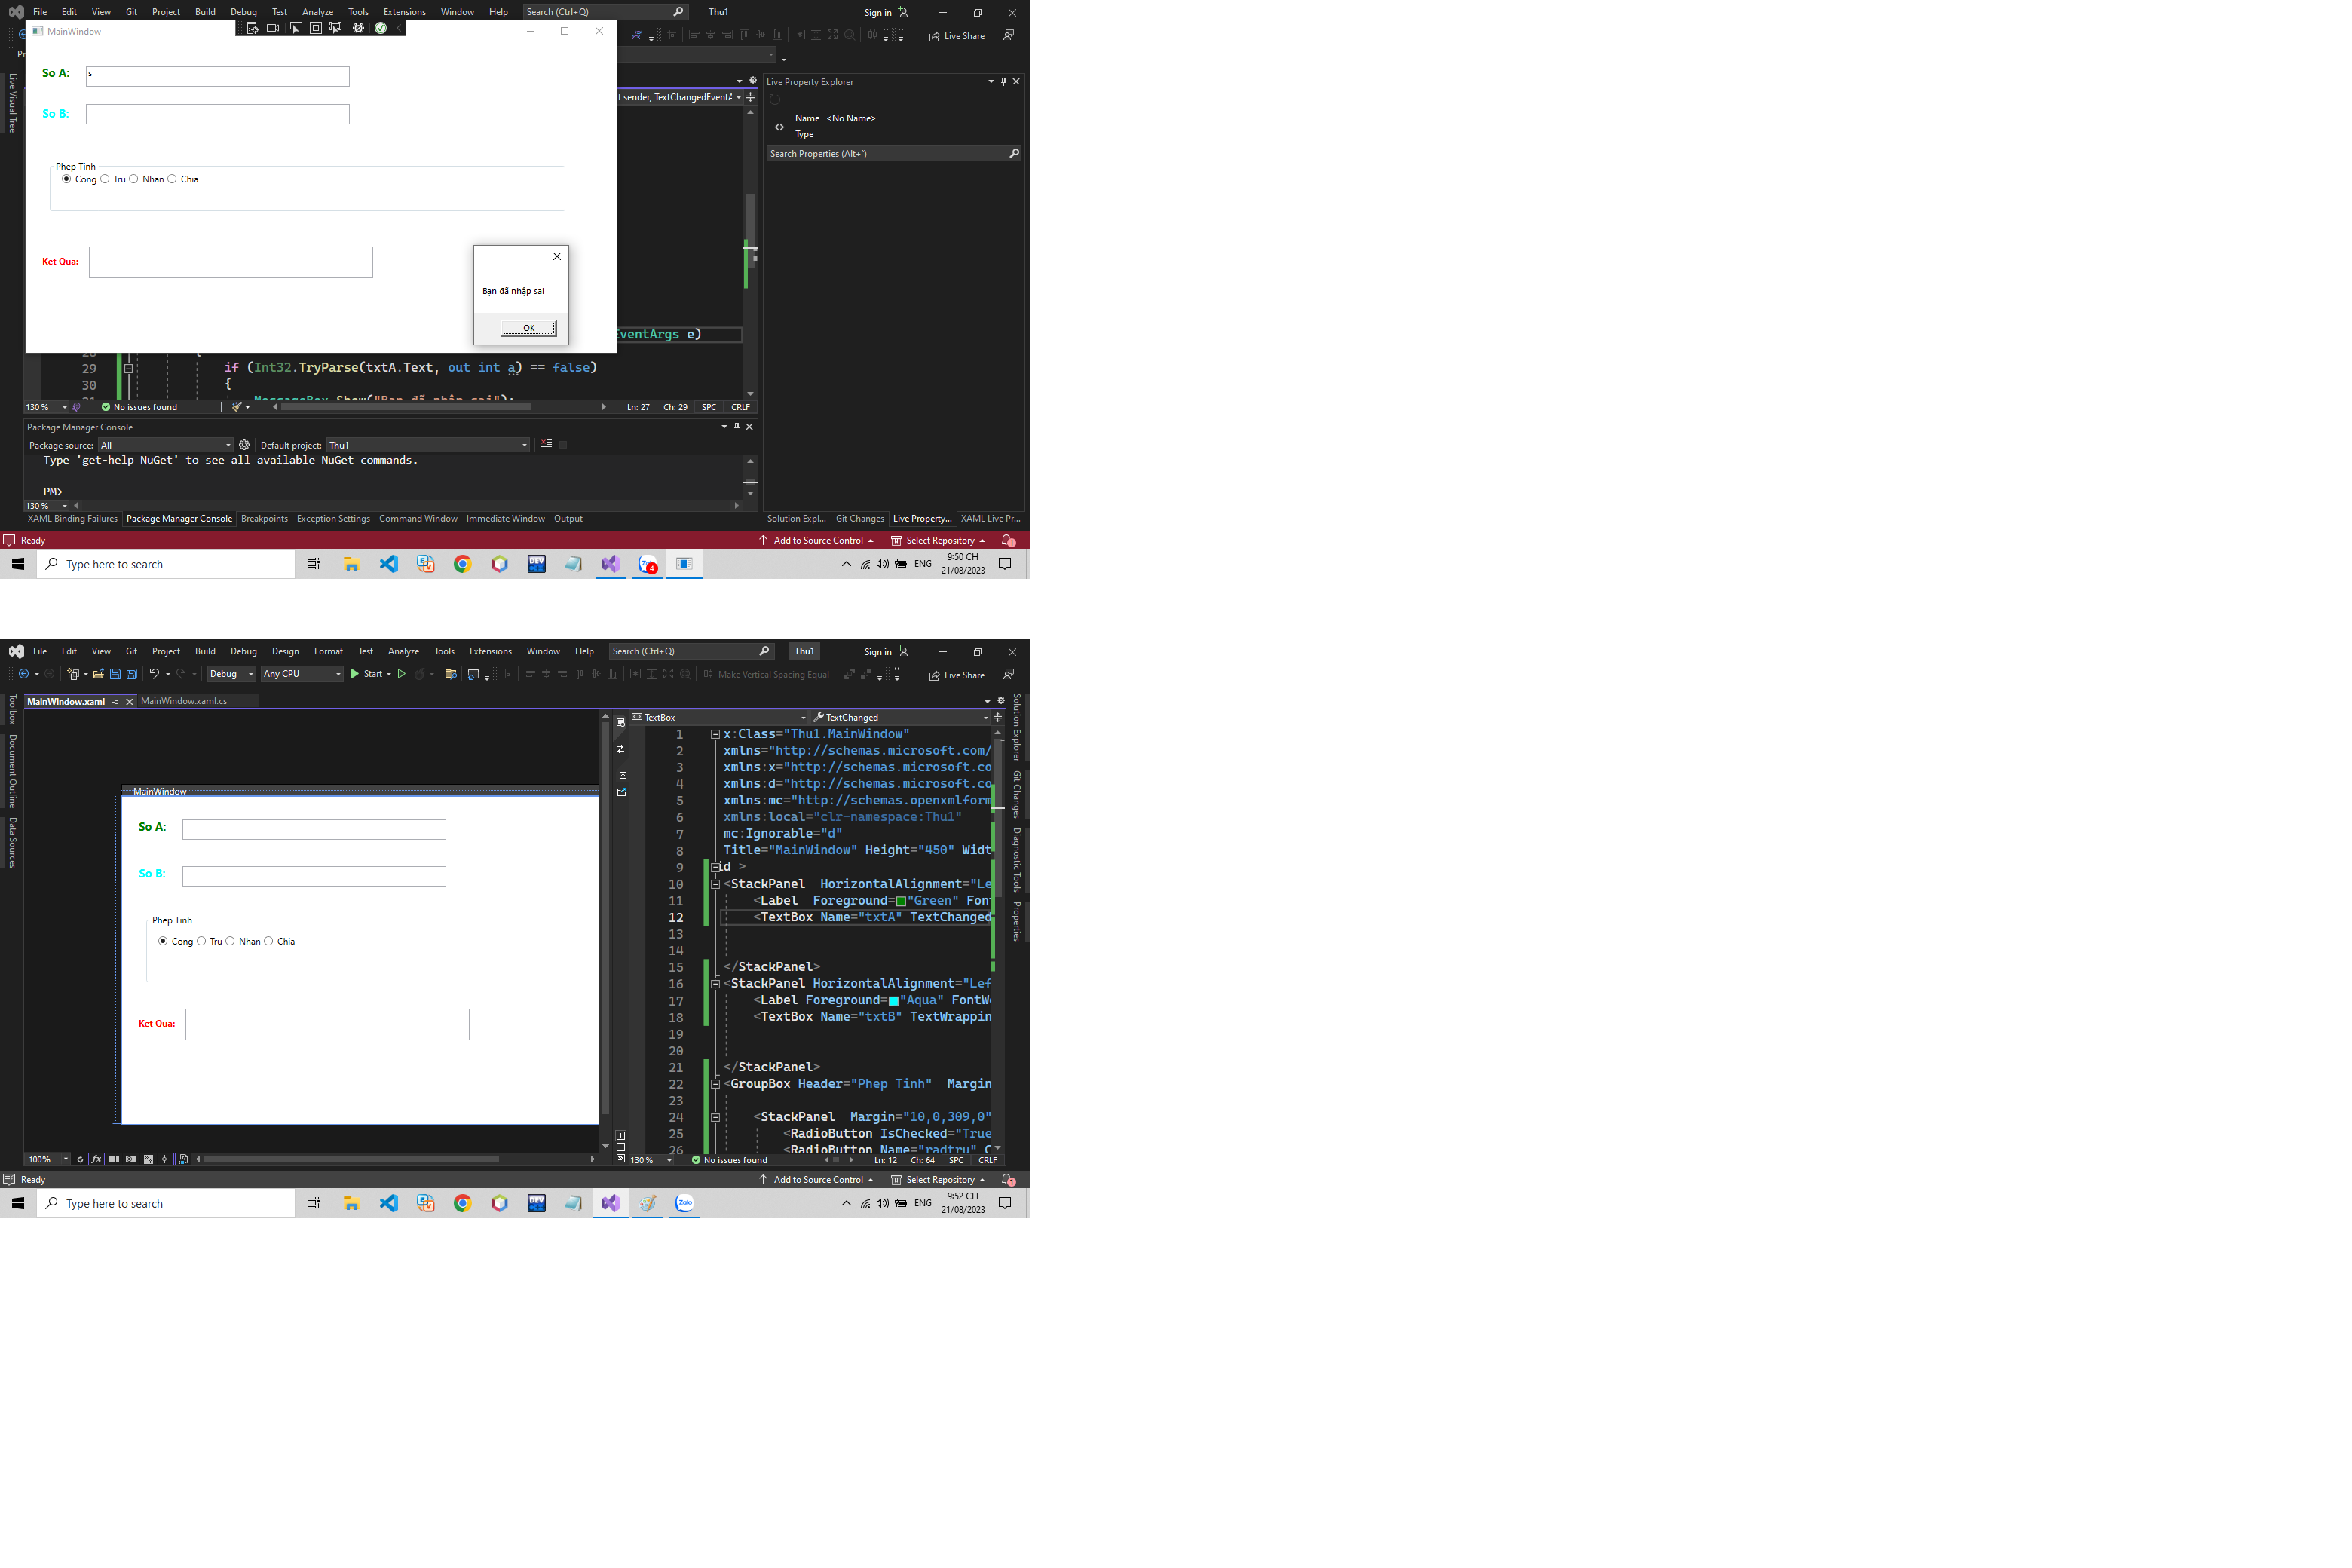 File Edit View Git Project Build Debug Test Analyze Tools Extensions Window Help Search (Ctrl+Q) Thu1 Sign in
MainWindow
Live Share
So A: s
So B:
Phep Tinh
Cong Tru Nhan Chia
Ket Qua:
Bạn đã nhập sai
OK
Live Visual Tree
t sender, TextChangedEventA
Live Property Explorer
Name <No Name>
Type
Search Properties (Alt+¨)
EventArgs e)
29 if (Int32.TryParse(txtA.Text, out int a) == false)
30 {
MessageBox.Show("Bạn đã nhập sai");
130 % No issues found Ln: 27 Ch: 29 SPC CRLF
Package Manager Console
Package source: All Default project: Thu1
Type 'get-help NuGet' to see all available NuGet commands.
PM>
130 %
XAML Binding Failures Package Manager Console Breakpoints Exception Settings Command Window Immediate Window Output
Solution Expl... Git Changes Live Property... XAML Live Pr...
Ready Add to Source Control Select Repository 1
Type here to search DEV 4 ENG 9:50 CH
21/08/2023
File Edit View Git Project Build Debug Design Format Test Analyze Tools Extensions Window Help Search (Ctrl+Q) Thu1 Sign in
Debug Any CPU Start Make Vertical Spacing Equal Live Share
MainWindow.xaml MainWindow.xaml.cs
Toolbox
Document Outline
Data Sources
MainWindow
So A:
So B:
Phep Tinh
Cong Tru Nhan Chia
Ket Qua:
TextBox TextChanged
1 x:Class="Thu1.MainWindow"
2 xmlns="http://schemas.microsoft.com/
3 xmlns:x="http://schemas.microsoft.co
4 xmlns:d="http://schemas.microsoft.co
5 xmlns:mc="http://schemas.openxmlform
6 xmlns:local="clr-namespace:Thu1"
7 mc:Ignorable="d"
8 Title="MainWindow" Height="450" Widt
9 id >
10 <StackPanel HorizontalAlignment="Le
11 <Label Foreground="Green" Fon
12 <TextBox Name="txtA" TextChanged
13
14
15 </StackPanel>
16 <StackPanel HorizontalAlignment="Lef
17 <Label Foreground="Aqua" FontW
18 <TextBox Name="txtB" TextWrappin
19
20
21 </StackPanel>
22 <GroupBox Header="Phep Tinh" Margin
23
24 <StackPanel Margin="10,0,309,0"
25 <RadioButton IsChecked="True
26 <RadioButton Name="radtru" C
Solution Explorer
Git Changes
Diagnostic Tools
Properties
100% fx 130 % No issues found Ln: 12 Ch: 64 SPC CRLF
Ready Add to Source Control Select Repository 1
Type here to search DEV Zalo ENG 9:52 CH
21/08/2023